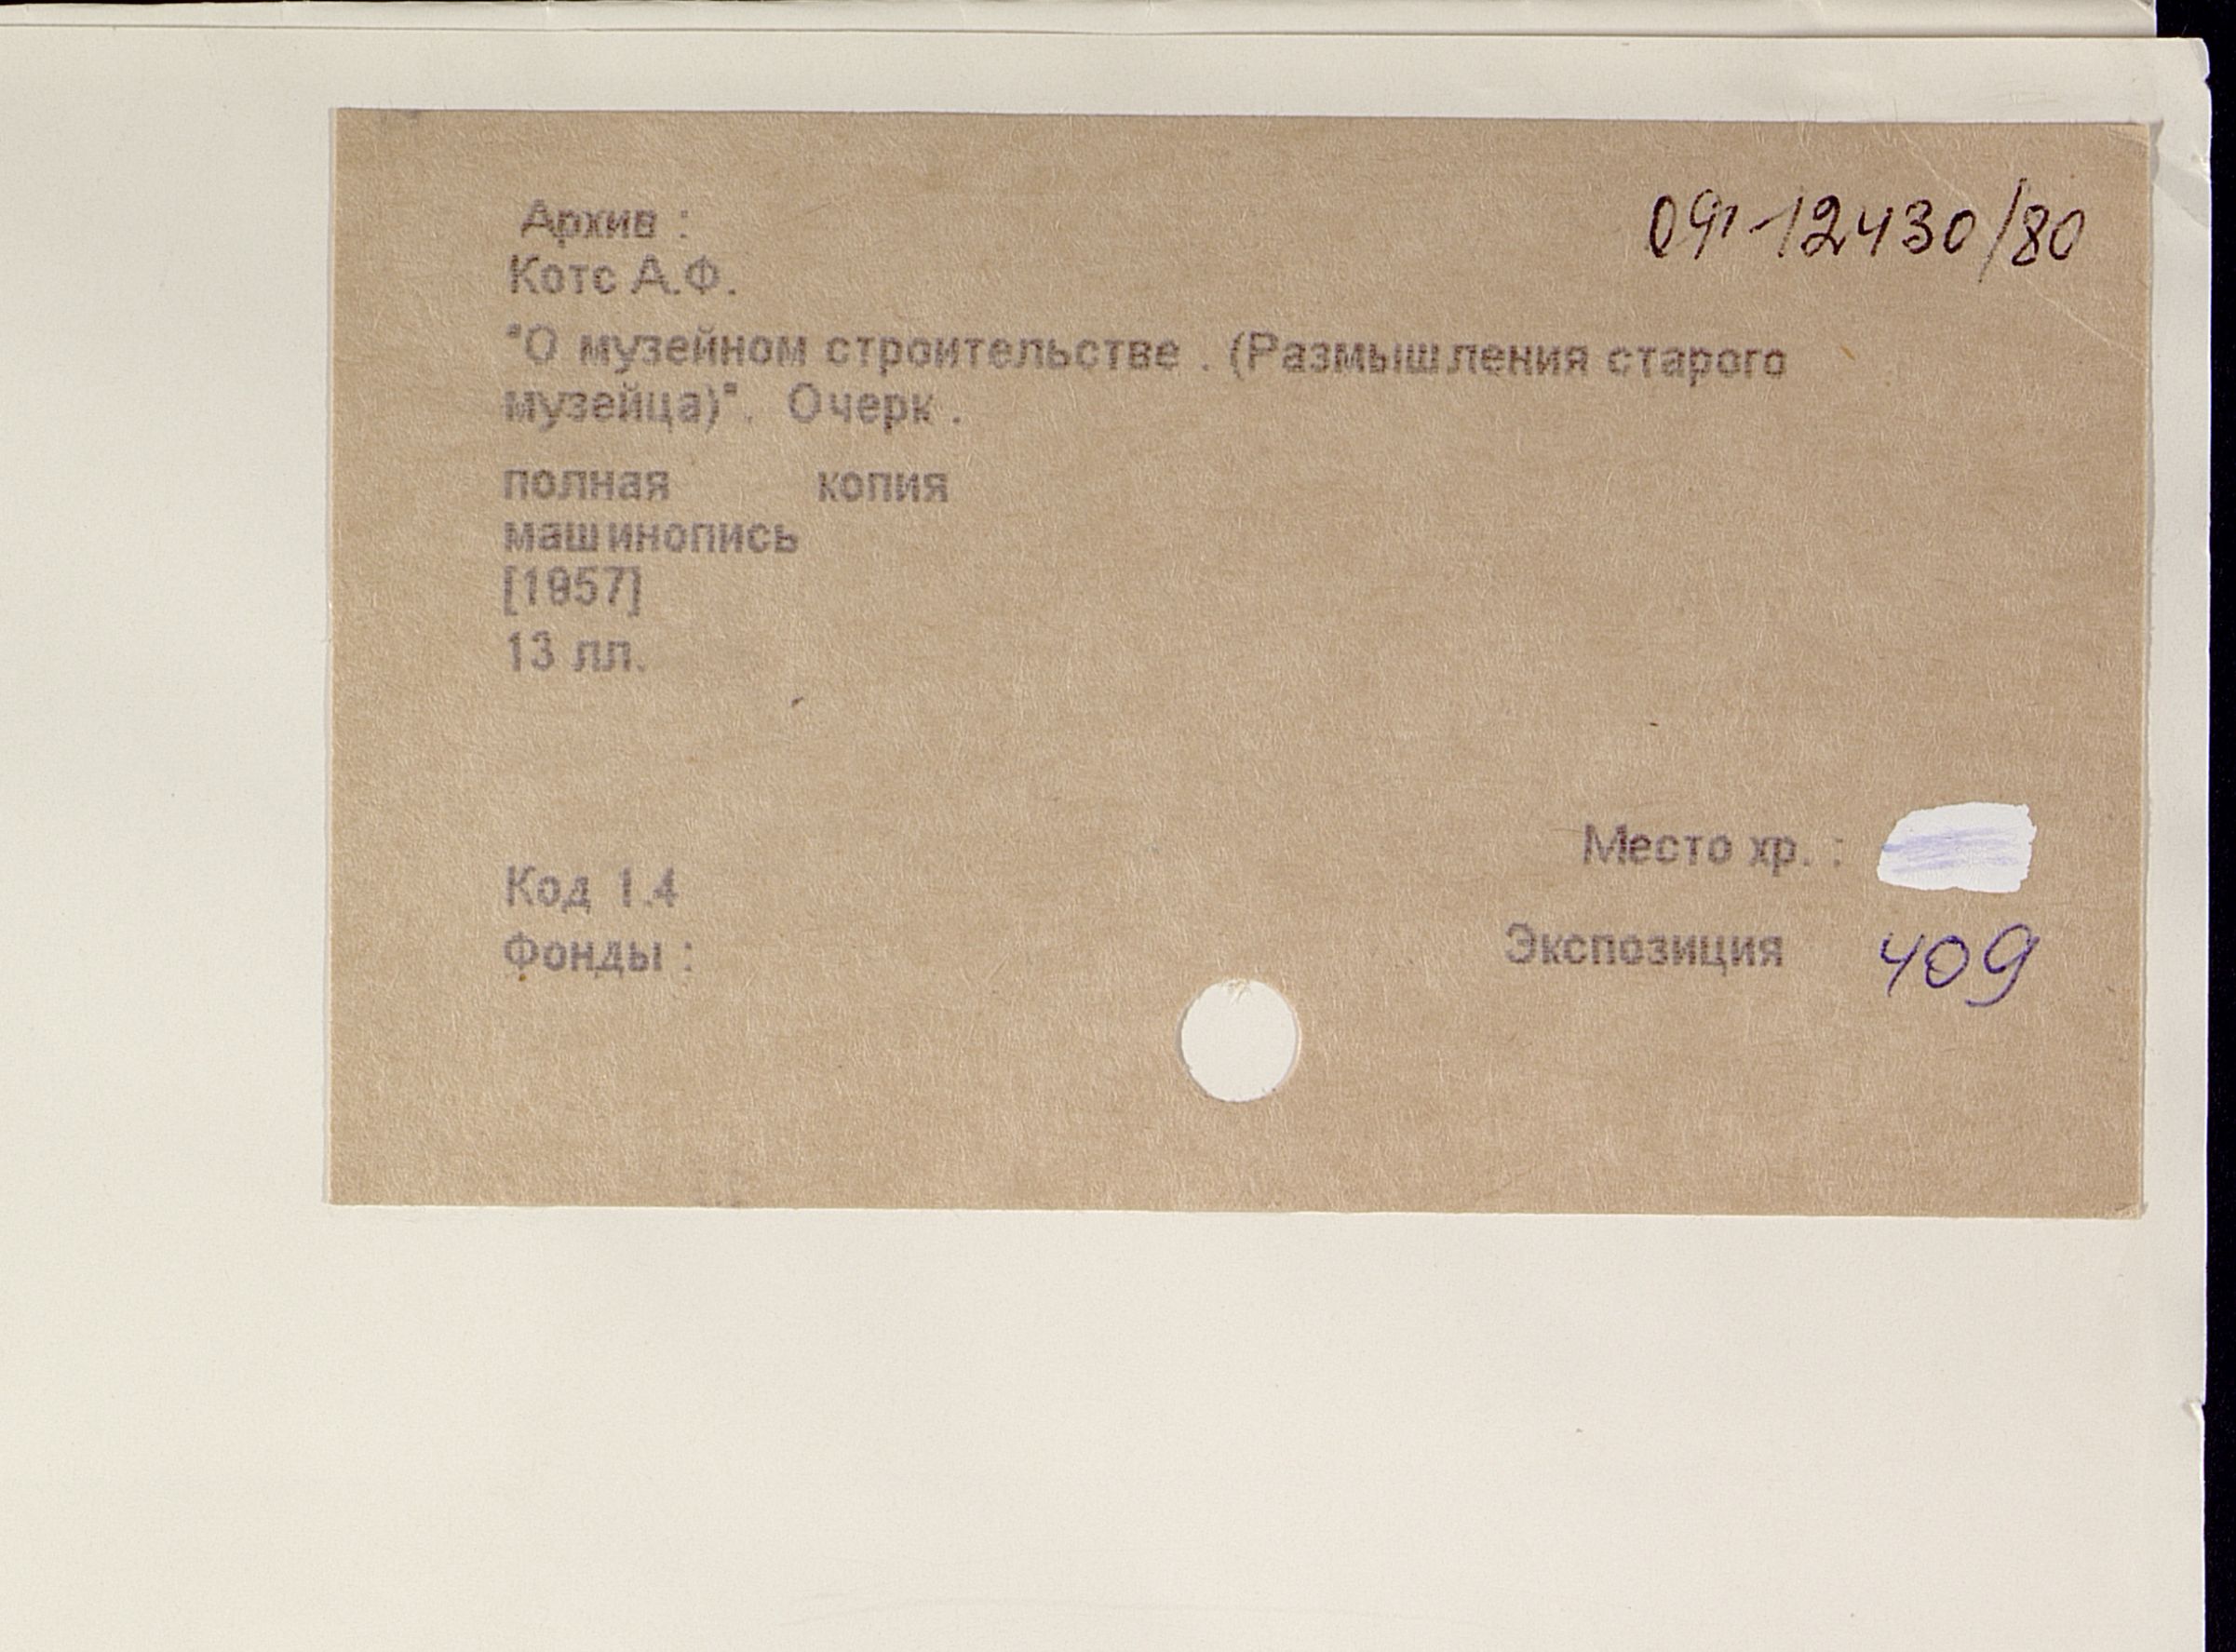 Архив :
ОФ-12430/80
Котс А.Ф.
"О музейном строительстве . (Размышления старого
музейца)". Очерк .
полная копия
машинопись
[1957]
13 лл.
Место хр. :
Код 1.4
Экспозиция 409
Фонды :